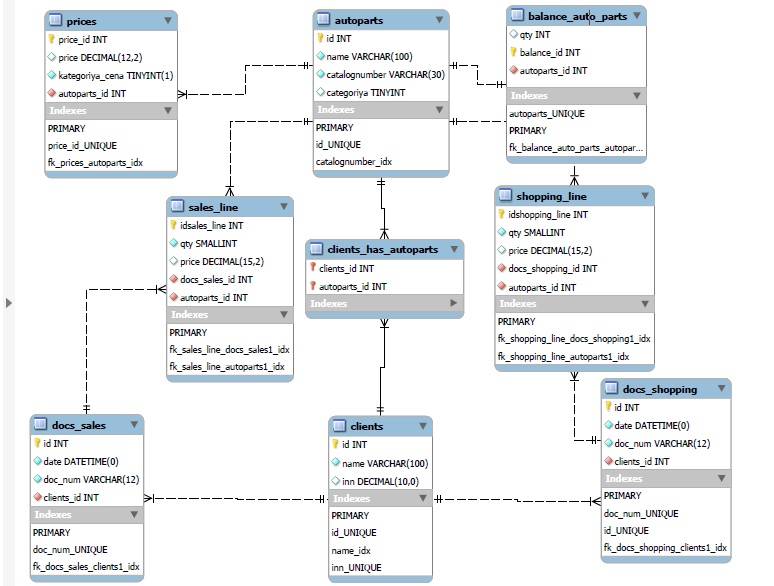 prices
price_id INT
price DECIMAL(12,2)
kategoriya_cena TINYINT(1)
autoparts_id INT
Indexes
PRIMARY
price_id_UNIQUE
fk_prices_autoparts_idx
autoparts
id INT
name VARCHAR(100)
catalognumber VARCHAR(30)
categoriya TINYINT
Indexes
PRIMARY
id_UNIQUE
catalognumber_idx
balance_auto_parts
qty INT
balance_id INT
autoparts_id INT
Indexes
autoparts_UNIQUE
PRIMARY
fk_balance_auto_parts_autopar...
sales_line
idsales_line INT
qty SMALLINT
price DECIMAL(15,2)
docs_sales_id INT
autoparts_id INT
Indexes
PRIMARY
fk_sales_line_docs_sales1_idx
fk_sales_line_autoparts1_idx
clients_has_autoparts
clients_id INT
autoparts_id INT
Indexes
shopping_line
idshopping_line INT
qty SMALLINT
price DECIMAL(15,2)
docs_shopping_id INT
autoparts_id INT
Indexes
PRIMARY
fk_shopping_line_docs_shopping1_idx
fk_shopping_line_autoparts1_idx
docs_sales
id INT
date DATETIME(0)
doc_num VARCHAR(12)
clients_id INT
Indexes
PRIMARY
doc_num_UNIQUE
fk_docs_sales_clients1_idx
clients
id INT
name VARCHAR(100)
inn DECIMAL(10,0)
Indexes
PRIMARY
id_UNIQUE
name_idx
inn_UNIQUE
docs_shopping
id INT
date DATETIME(0)
doc_num VARCHAR(12)
clients_id INT
Indexes
PRIMARY
doc_num_UNIQUE
id_UNIQUE
fk_docs_shopping_clients1_idx